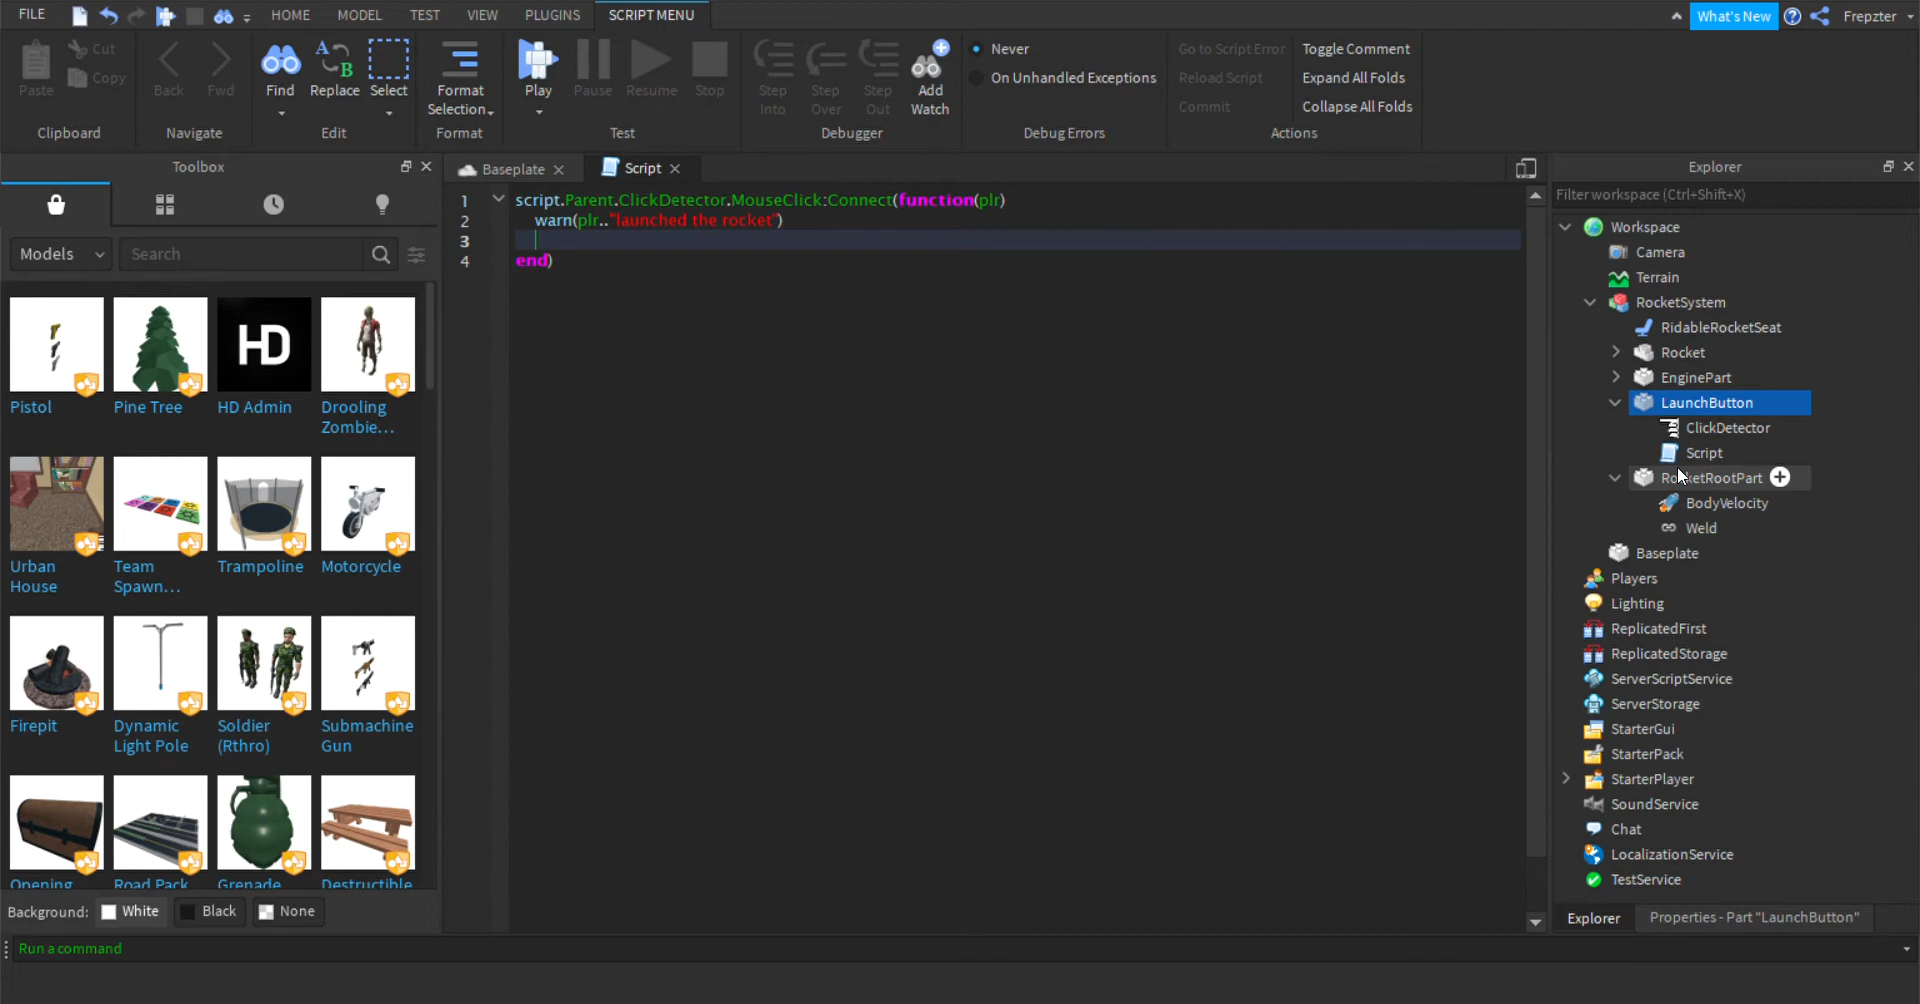 FILE
HOME
MODEL
TEST
VIEW
PLUGINS
SCRIPT MENU
What's New
Frepzter
Paste
Cut
Copy
Clipboard
Back
Fwd
Navigate
Find
Replace
Select
Edit
Format
Selection
Format
Play
Pause
Resume
Stop
Test
Step
Into
Step
Over
Step
Out
Add
Watch
Debugger
Never
On Unhandled Exceptions
Debug Errors
Go to Script Error
Reload Script
Commit
Toggle Comment
Expand All Folds
Collapse All Folds
Actions
Toolbox
Models
Search
HD
Pistol
Pine Tree
HD Admin
Drooling
Zombie...
Urban
House
Team
Spawn...
Trampoline
Motorcycle
Firepit
Dynamic
Light Pole
Soldier
(Rthro)
Submachine
Gun
Opening
Road Pack
Grenade
Destructible
Background:
White
Black
None
Baseplate
Script
1 script.Parent.ClickDetector.MouseClick:Connect(function(plr)
2 warn(plr.."launched the rocket")
3
4 end)
Explorer
Filter workspace (Ctrl+Shift+X)
Workspace
Camera
Terrain
RocketSystem
RidableRocketSeat
Rocket
EnginePart
LaunchButton
ClickDetector
Script
RocketRootPart
BodyVelocity
Weld
Baseplate
Players
Lighting
ReplicatedFirst
ReplicatedStorage
ServerScriptService
ServerStorage
StarterGui
StarterPack
StarterPlayer
SoundService
Chat
LocalizationService
TestService
Explorer
Properties - Part "LaunchButton"
Run a command